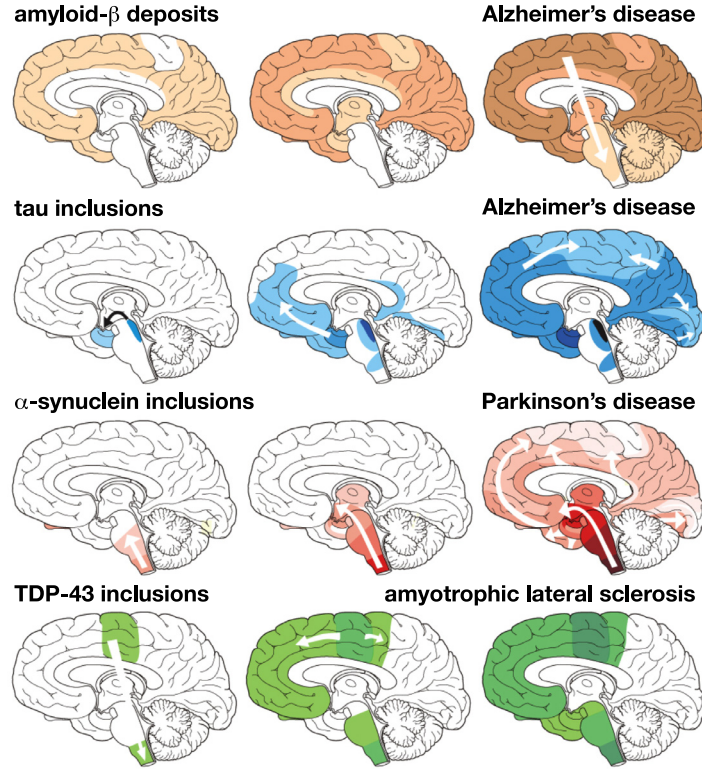 amyloid-β deposits Alzheimer's disease
tau inclusions Alzheimer's disease
α-synuclein inclusions Parkinson's disease
TDP-43 inclusions amyotrophic lateral sclerosis